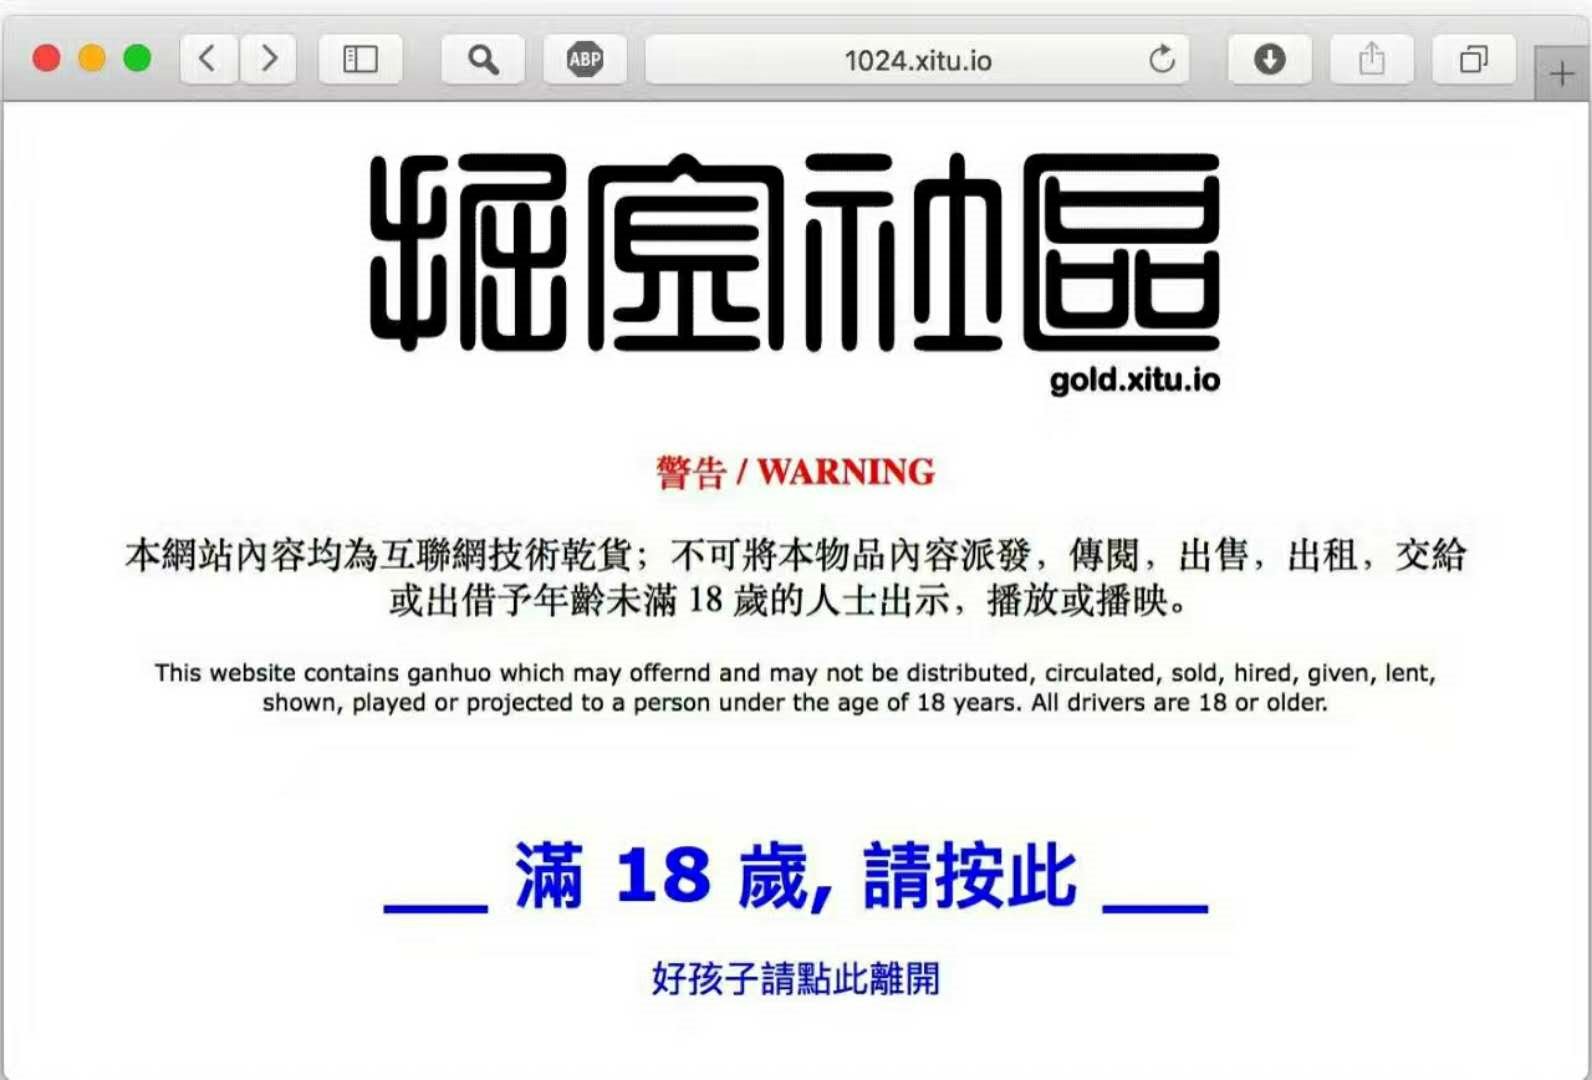 ABP
1024.xitu.io
掘金社區
gold.xitu.io
警告 / WARNING
本網站內容均為互聯網技術乾貨；不可將本物品內容派發，傳閱，出售，出租，交給
或出借予年齡未滿 18 歲的人士出示，播放或播映。
This website contains ganhuo which may offernd and may not be distributed, circulated, sold, hired, given, lent,
shown, played or projected to a person under the age of 18 years. All drivers are 18 or older.
__ 滿 18 歲, 請按此 __
好孩子請點此離開